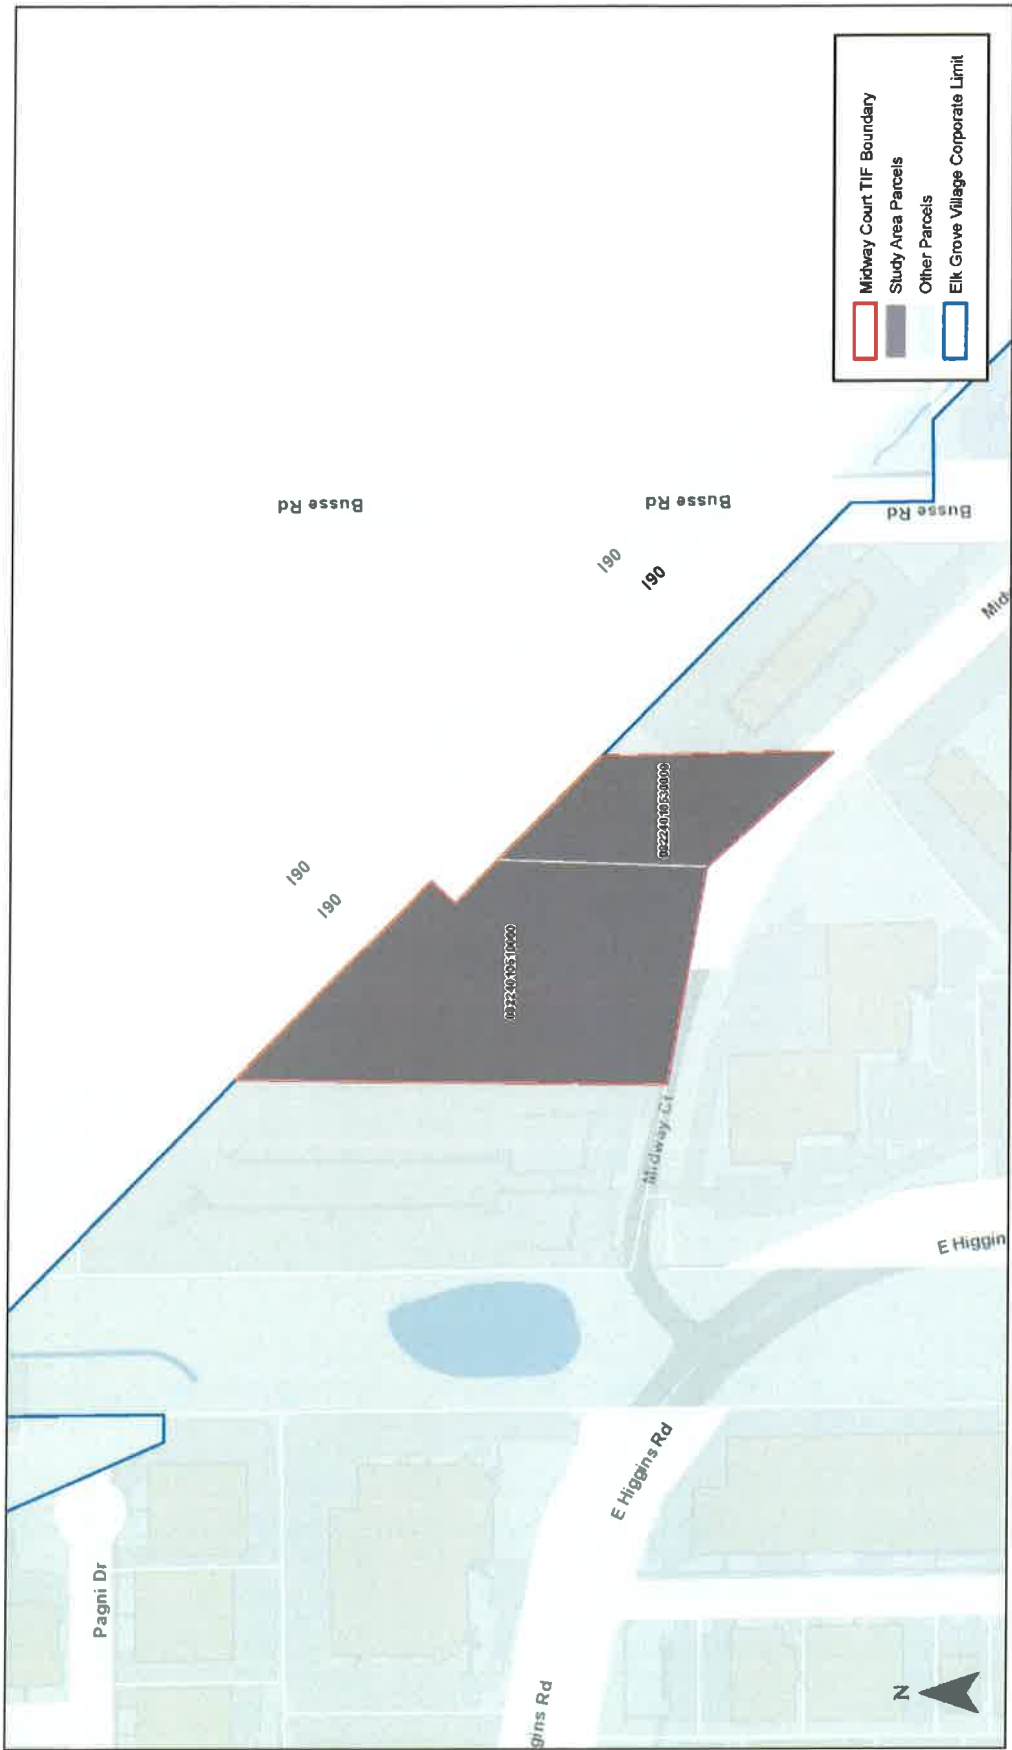 Pagni Dr
gins Rd
E Higgins Rd
E Higgin
Midway Ct
I90
I90
I90
I90
Busse Rd
Busse Rd
Busse Rd
Mid
N
Midway Court TIF Boundary
Study Area Parcels
Other Parcels
Elk Grove Village Corporate Limit